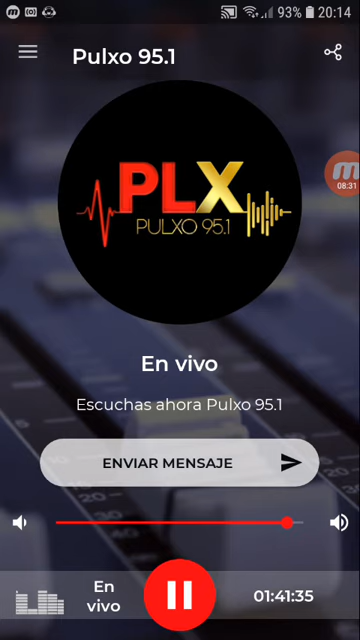 93% 20:14
Pulxo 95.1
PLX
PULXO 95.1
08:31
En vivo
Escuchas ahora Pulxo 95.1
ENVIAR MENSAJE
En
vivo
01:41:35